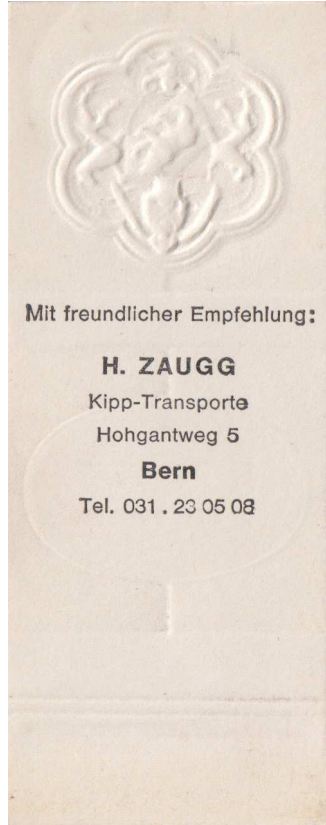 Mit freundlicher Empfehlung:
H. ZAUGG
Kipp-Transporte
Hohgantweg 5
Bern
Tel. 031 . 23 05 08